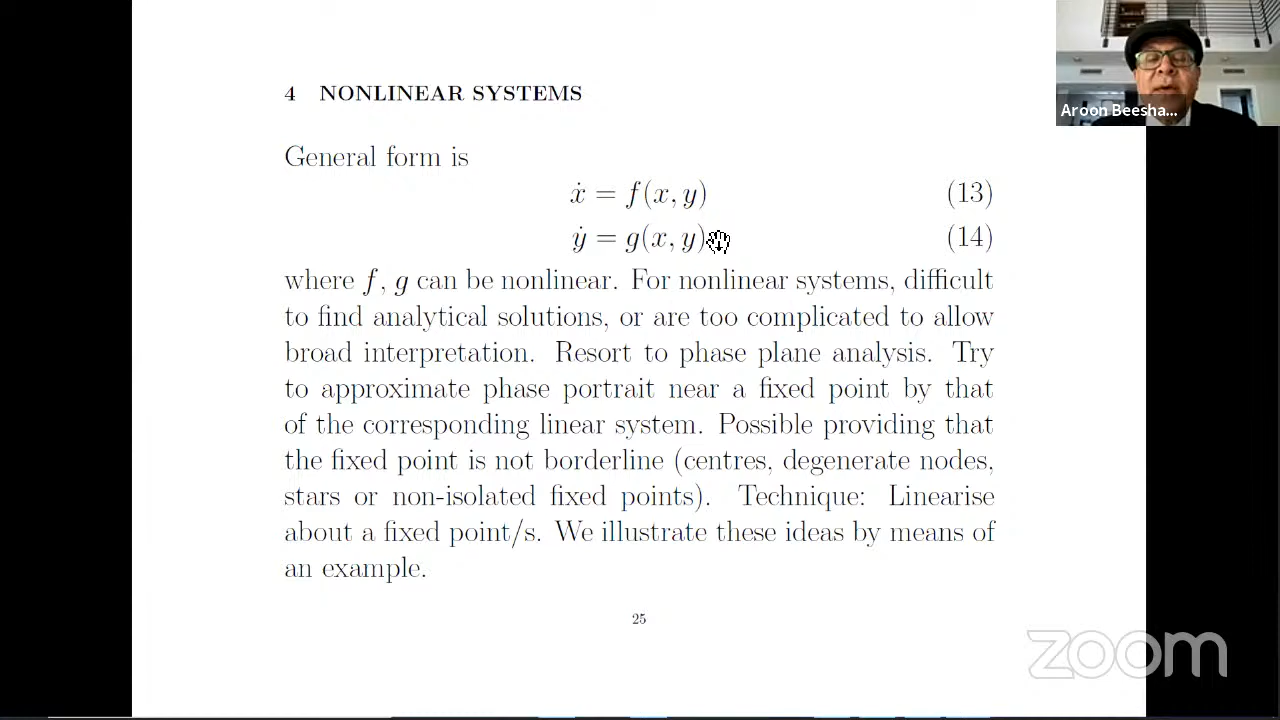 Aroon Beesha...
4 NONLINEAR SYSTEMS
General form is
ẋ = f(x, y) (13)
ẏ = g(x, y) (14)
where f, g can be nonlinear. For nonlinear systems, difficult
to find analytical solutions, or are too complicated to allow
broad interpretation. Resort to phase plane analysis. Try
to approximate phase portrait near a fixed point by that
of the corresponding linear system. Possible providing that
the fixed point is not borderline (centres, degenerate nodes,
stars or non-isolated fixed points). Technique: Linearise
about a fixed point/s. We illustrate these ideas by means of
an example.
25
zoom